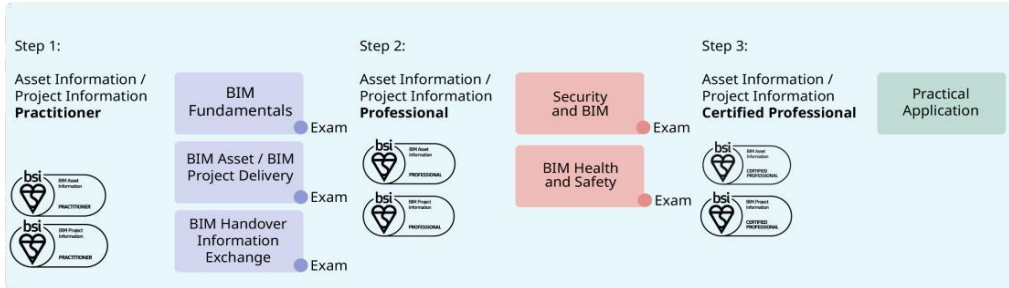 Step 1:
Asset Information /
Project Information
Practitioner
bsi
BIM Asset
Information
PRACTITIONER
bsi
BIM Project
Information
PRACTITIONER
BIM
Fundamentals
Exam
BIM Asset / BIM
Project Delivery
Exam
BIM Handover
Information
Exchange
Exam
Step 2:
Asset Information /
Project Information
Professional
bsi
BIM Asset
Information
PROFESSIONAL
bsi
BIM Project
Information
PROFESSIONAL
Security
and BIM
Exam
BIM Health
and Safety
Exam
Step 3:
Asset Information /
Project Information
Certified Professional
bsi
BIM Asset
Information
CERTIFIED
PROFESSIONAL
bsi
BIM Project
Information
CERTIFIED
PROFESSIONAL
Practical
Application